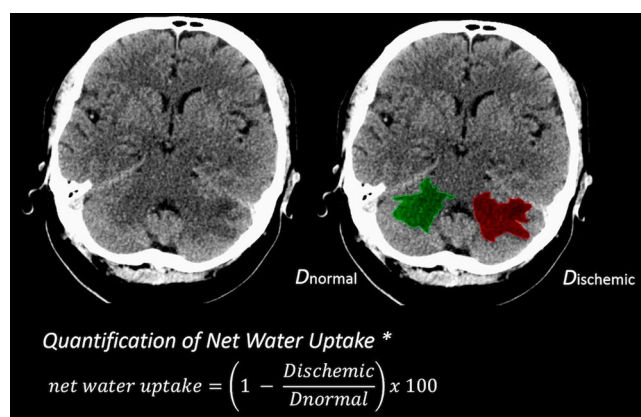 Dnormal
Dischemic
Quantification of Net Water Uptake *
net water uptake = (1 − Dischemic/Dnormal) x 100